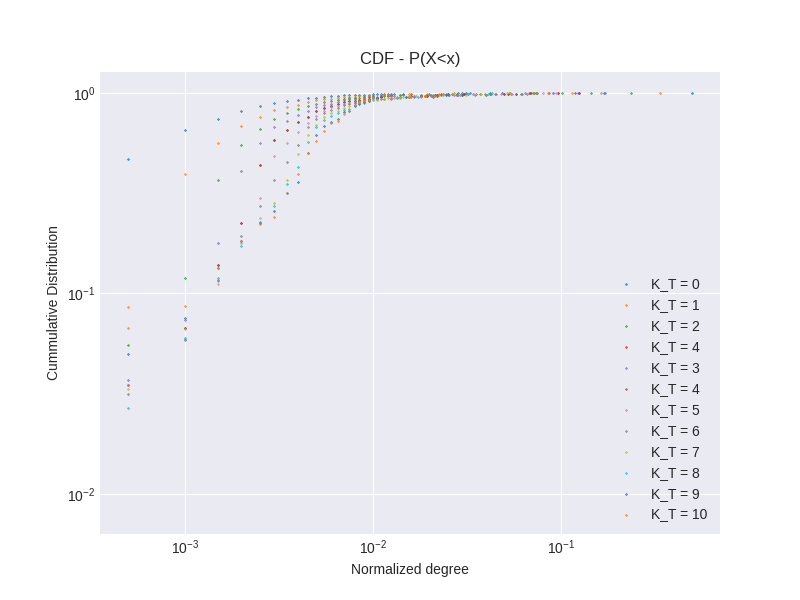 CDF - P(X<x)
10⁰
10⁻¹
10⁻²
Cummulative Distribution
K_T = 0
K_T = 1
K_T = 2
K_T = 4
K_T = 3
K_T = 4
K_T = 5
K_T = 6
K_T = 7
K_T = 8
K_T = 9
K_T = 10
10⁻³ 10⁻² 10⁻¹
Normalized degree